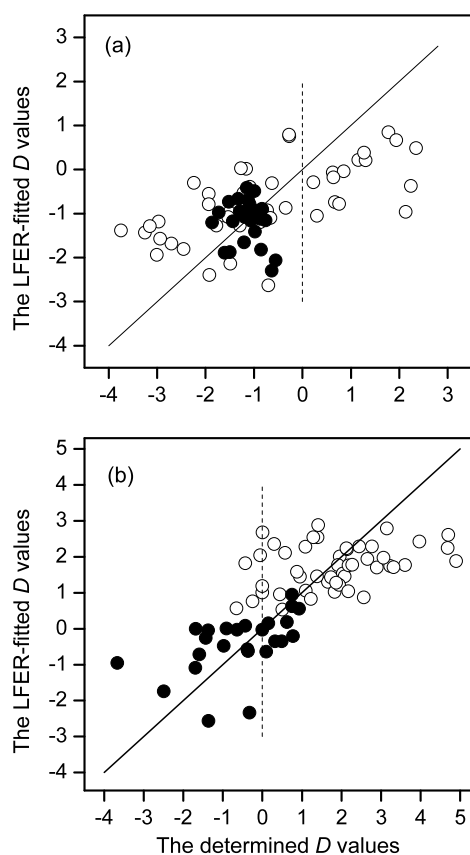 (a)
The LFER-fitted D values
3
2
1
0
-1
-2
-3
-4
-4 -3 -2 -1 0 1 2 3
(b)
The LFER-fitted D values
5
4
3
2
1
0
-1
-2
-3
-4
-4 -3 -2 -1 0 1 2 3 4 5
The determined D values